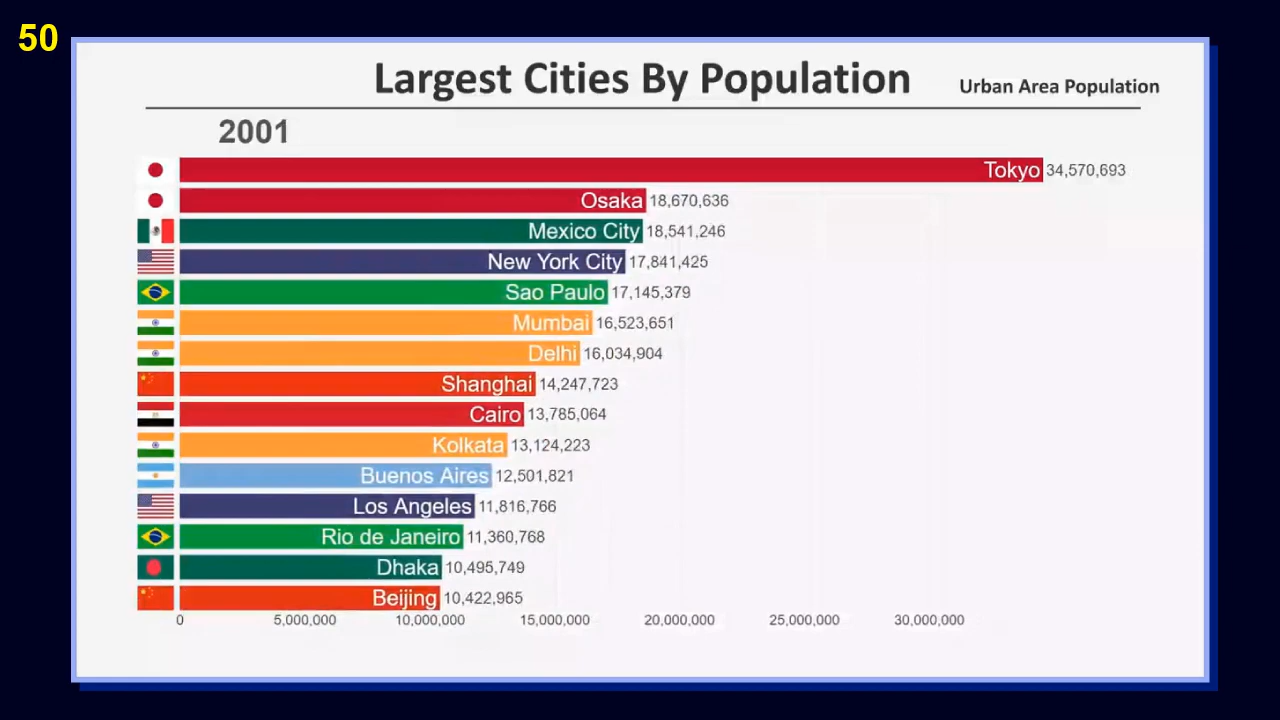 50
Largest Cities By Population
Urban Area Population
2001
Tokyo 34,570,693
Osaka 18,670,636
Mexico City 18,541,246
New York City 17,841,425
Sao Paulo 17,145,379
Mumbai 16,523,651
Delhi 16,034,904
Shanghai 14,247,723
Cairo 13,785,064
Kolkata 13,124,223
Buenos Aires 12,501,821
Los Angeles 11,816,766
Rio de Janeiro 11,360,768
Dhaka 10,495,749
Beijing 10,422,965
0 5,000,000 10,000,000 15,000,000 20,000,000 25,000,000 30,000,000